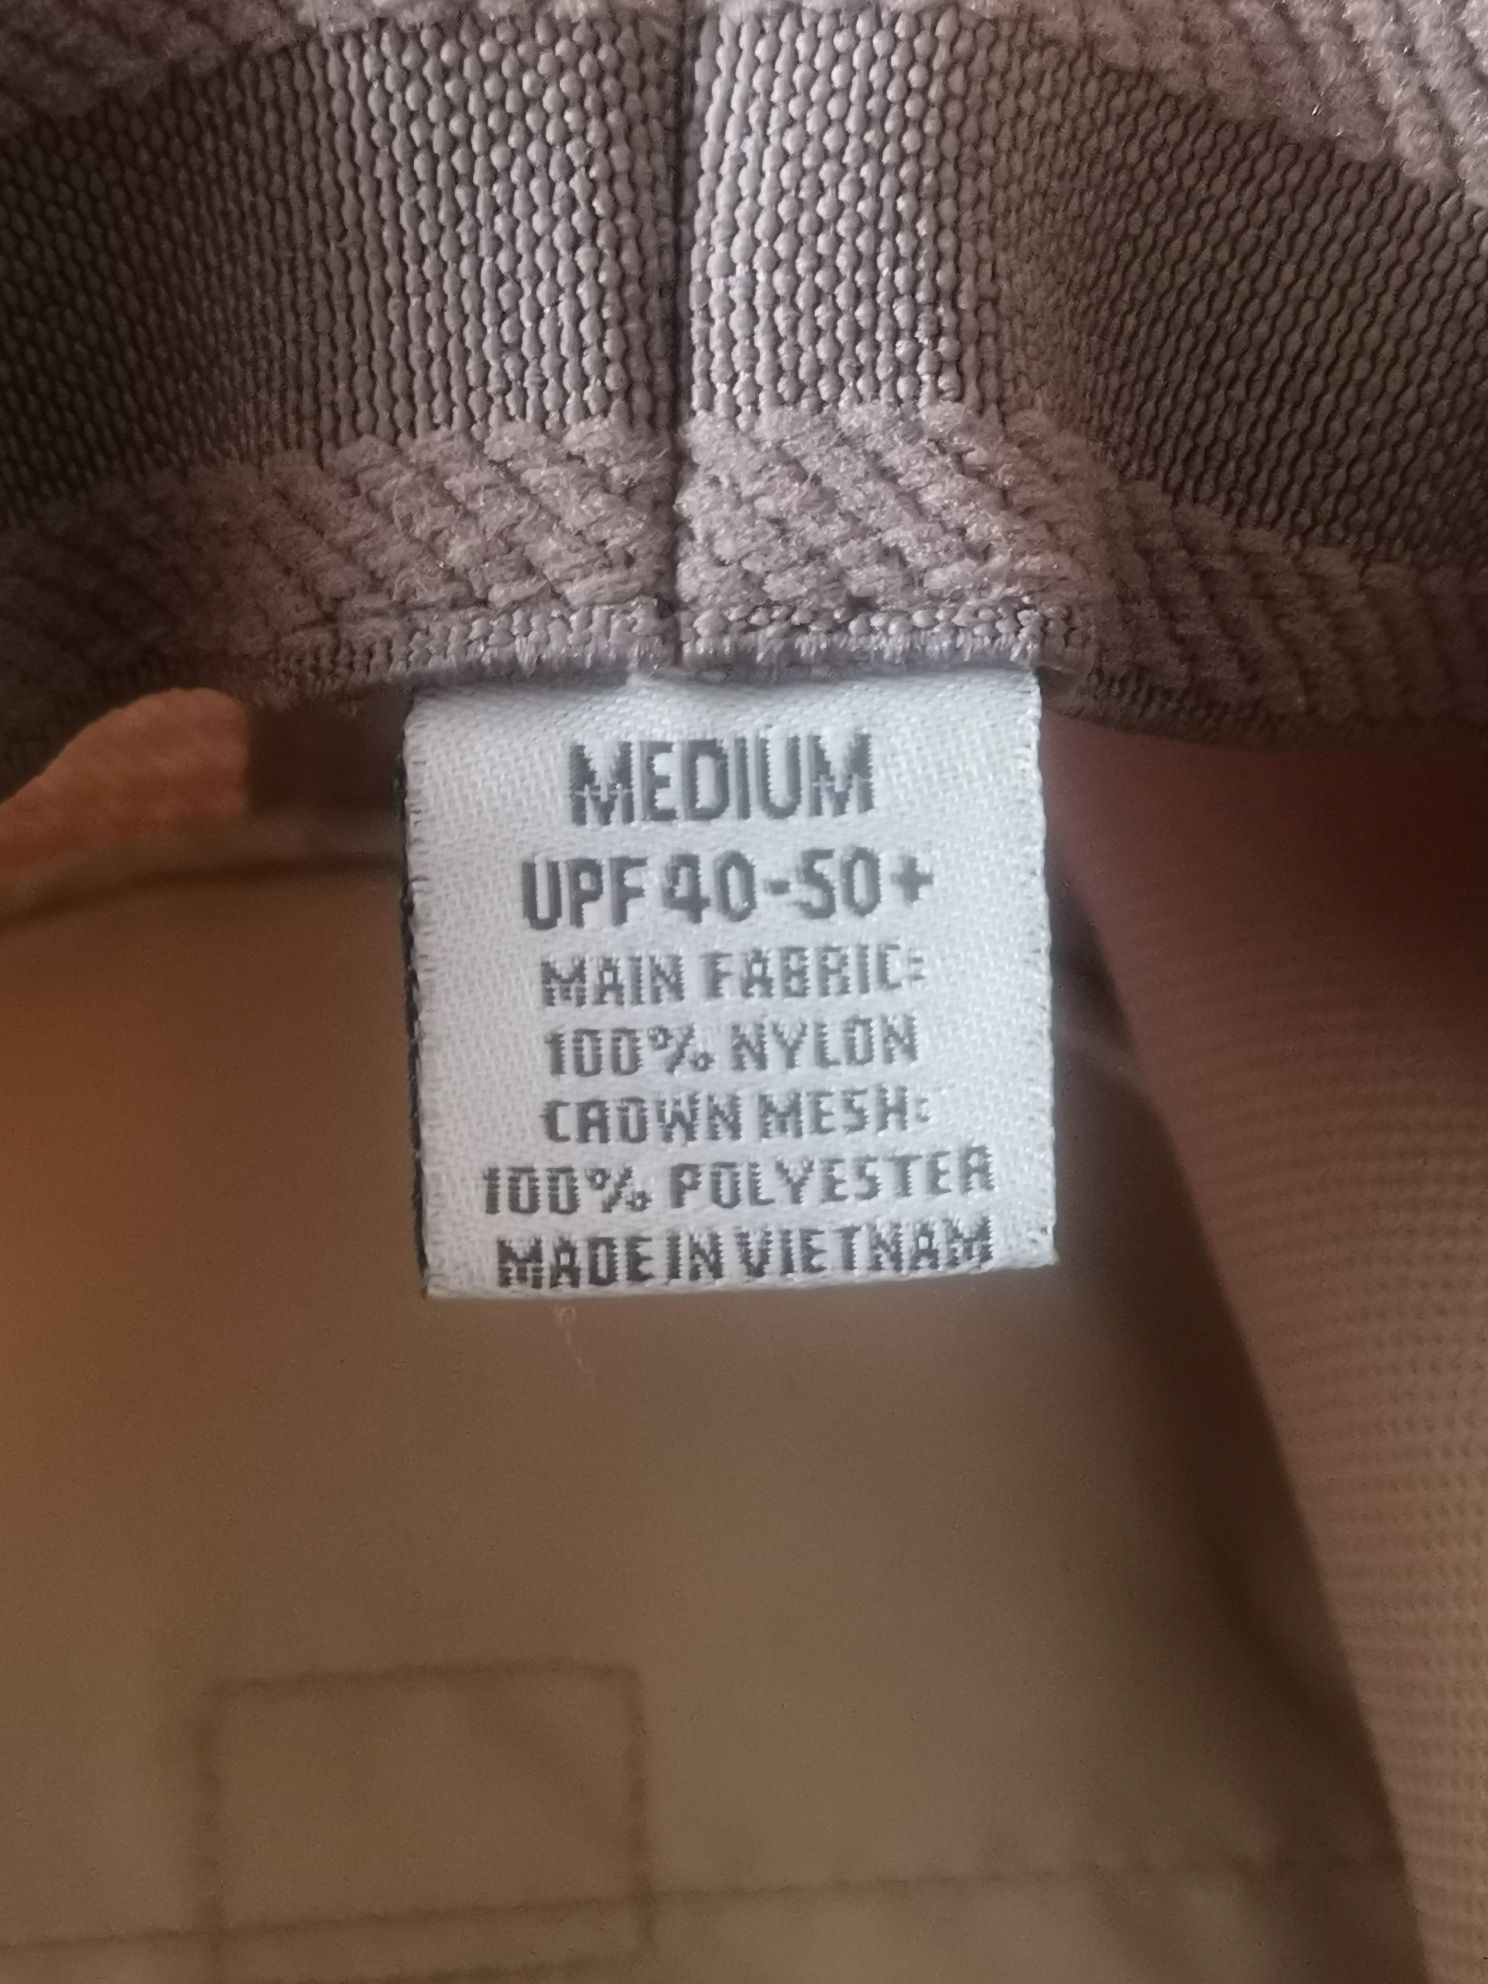 MEDIUM
UPF 40-50+
MAIN FABRIC:
100% NYLON
CROWN MESH:
100% POLYESTER
MADE IN VIETNAM